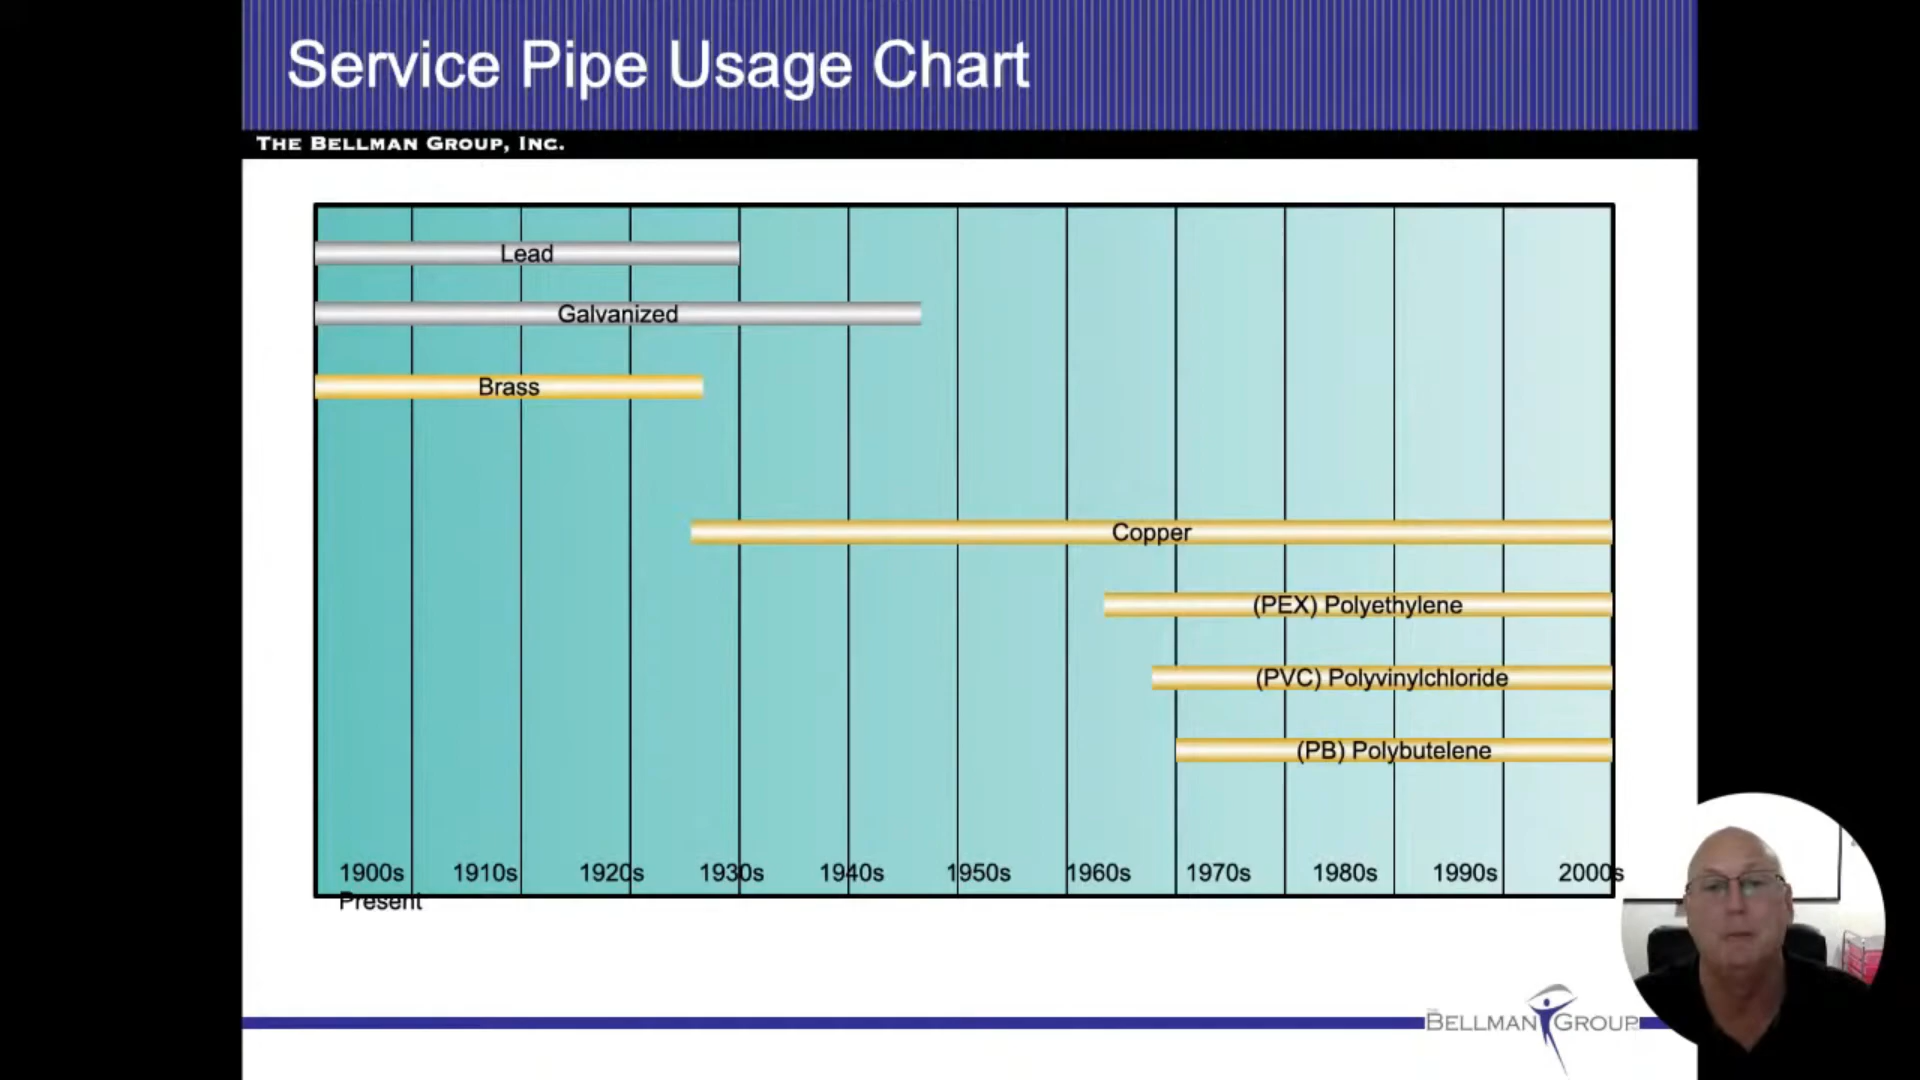 Service Pipe Usage Chart
THE BELLMAN GROUP, INC.
Lead
Galvanized
Brass
Copper
(PEX) Polyethylene
(PVC) Polyvinylchloride
(PB) Polybutelene
1900s 1910s 1920s 1930s 1940s 1950s 1960s 1970s 1980s 1990s 2000s
Present
THE BELLMAN GROUP